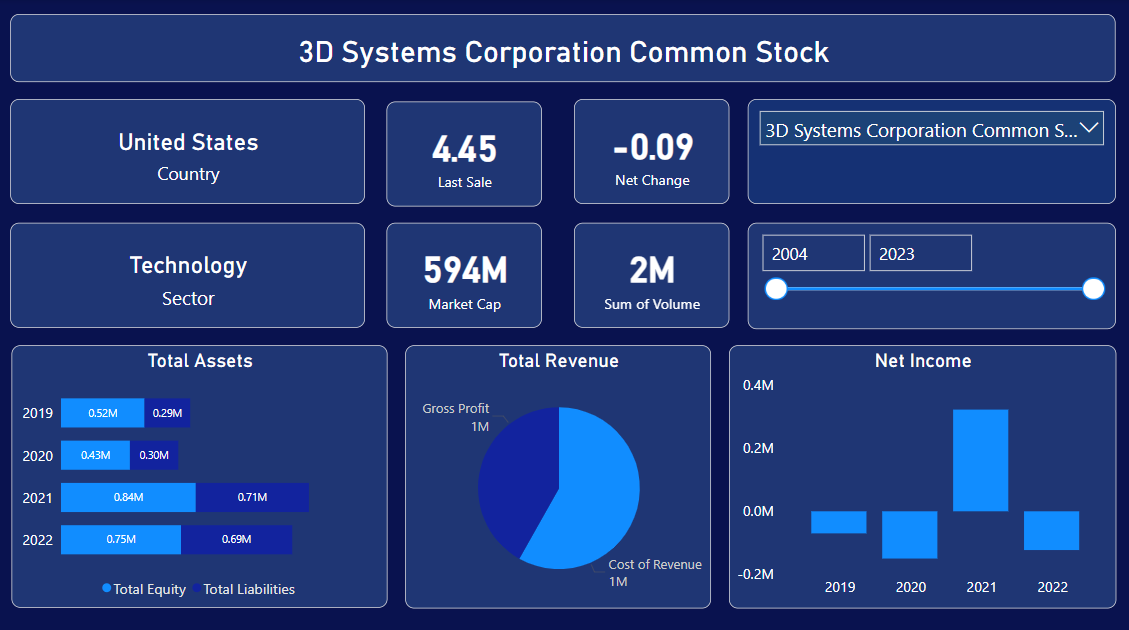 3D Systems Corporation Common Stock
United States
Country
4.45
Last Sale
-0.09
Net Change
3D Systems Corporation Common S...
Technology
Sector
594M
Market Cap
2M
Sum of Volume
2004
2023
Total Assets
2019
0.52M
0.29M
2020
0.43M
0.30M
2021
0.84M
0.71M
2022
0.75M
0.69M
Total Equity
Total Liabilities
Total Revenue
Gross Profit
1M
Cost of Revenue
1M
Net Income
0.4M
0.2M
0.0M
-0.2M
2019
2020
2021
2022